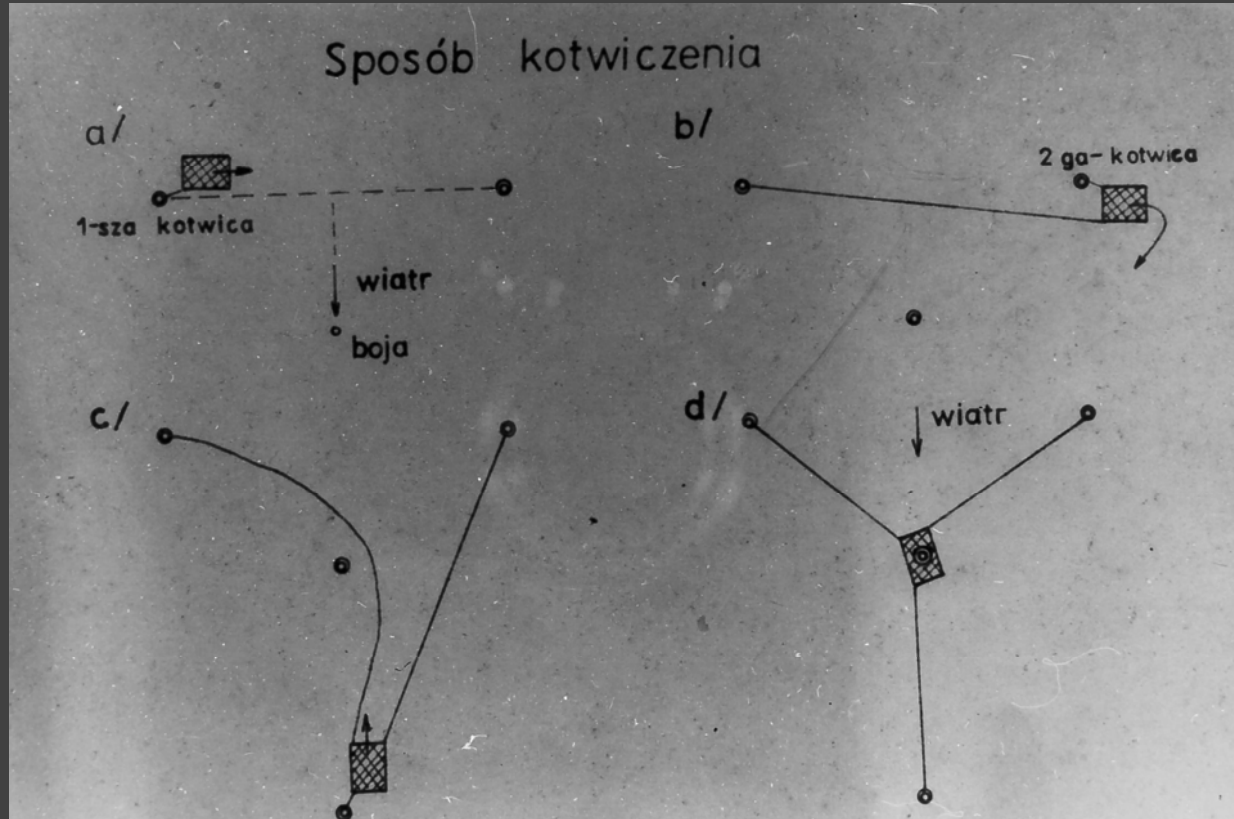 Sposób kotwiczenia
a/
1-sza kotwica
wiatr
boja
b/
2 ga-kotwica
c/
d/
wiatr